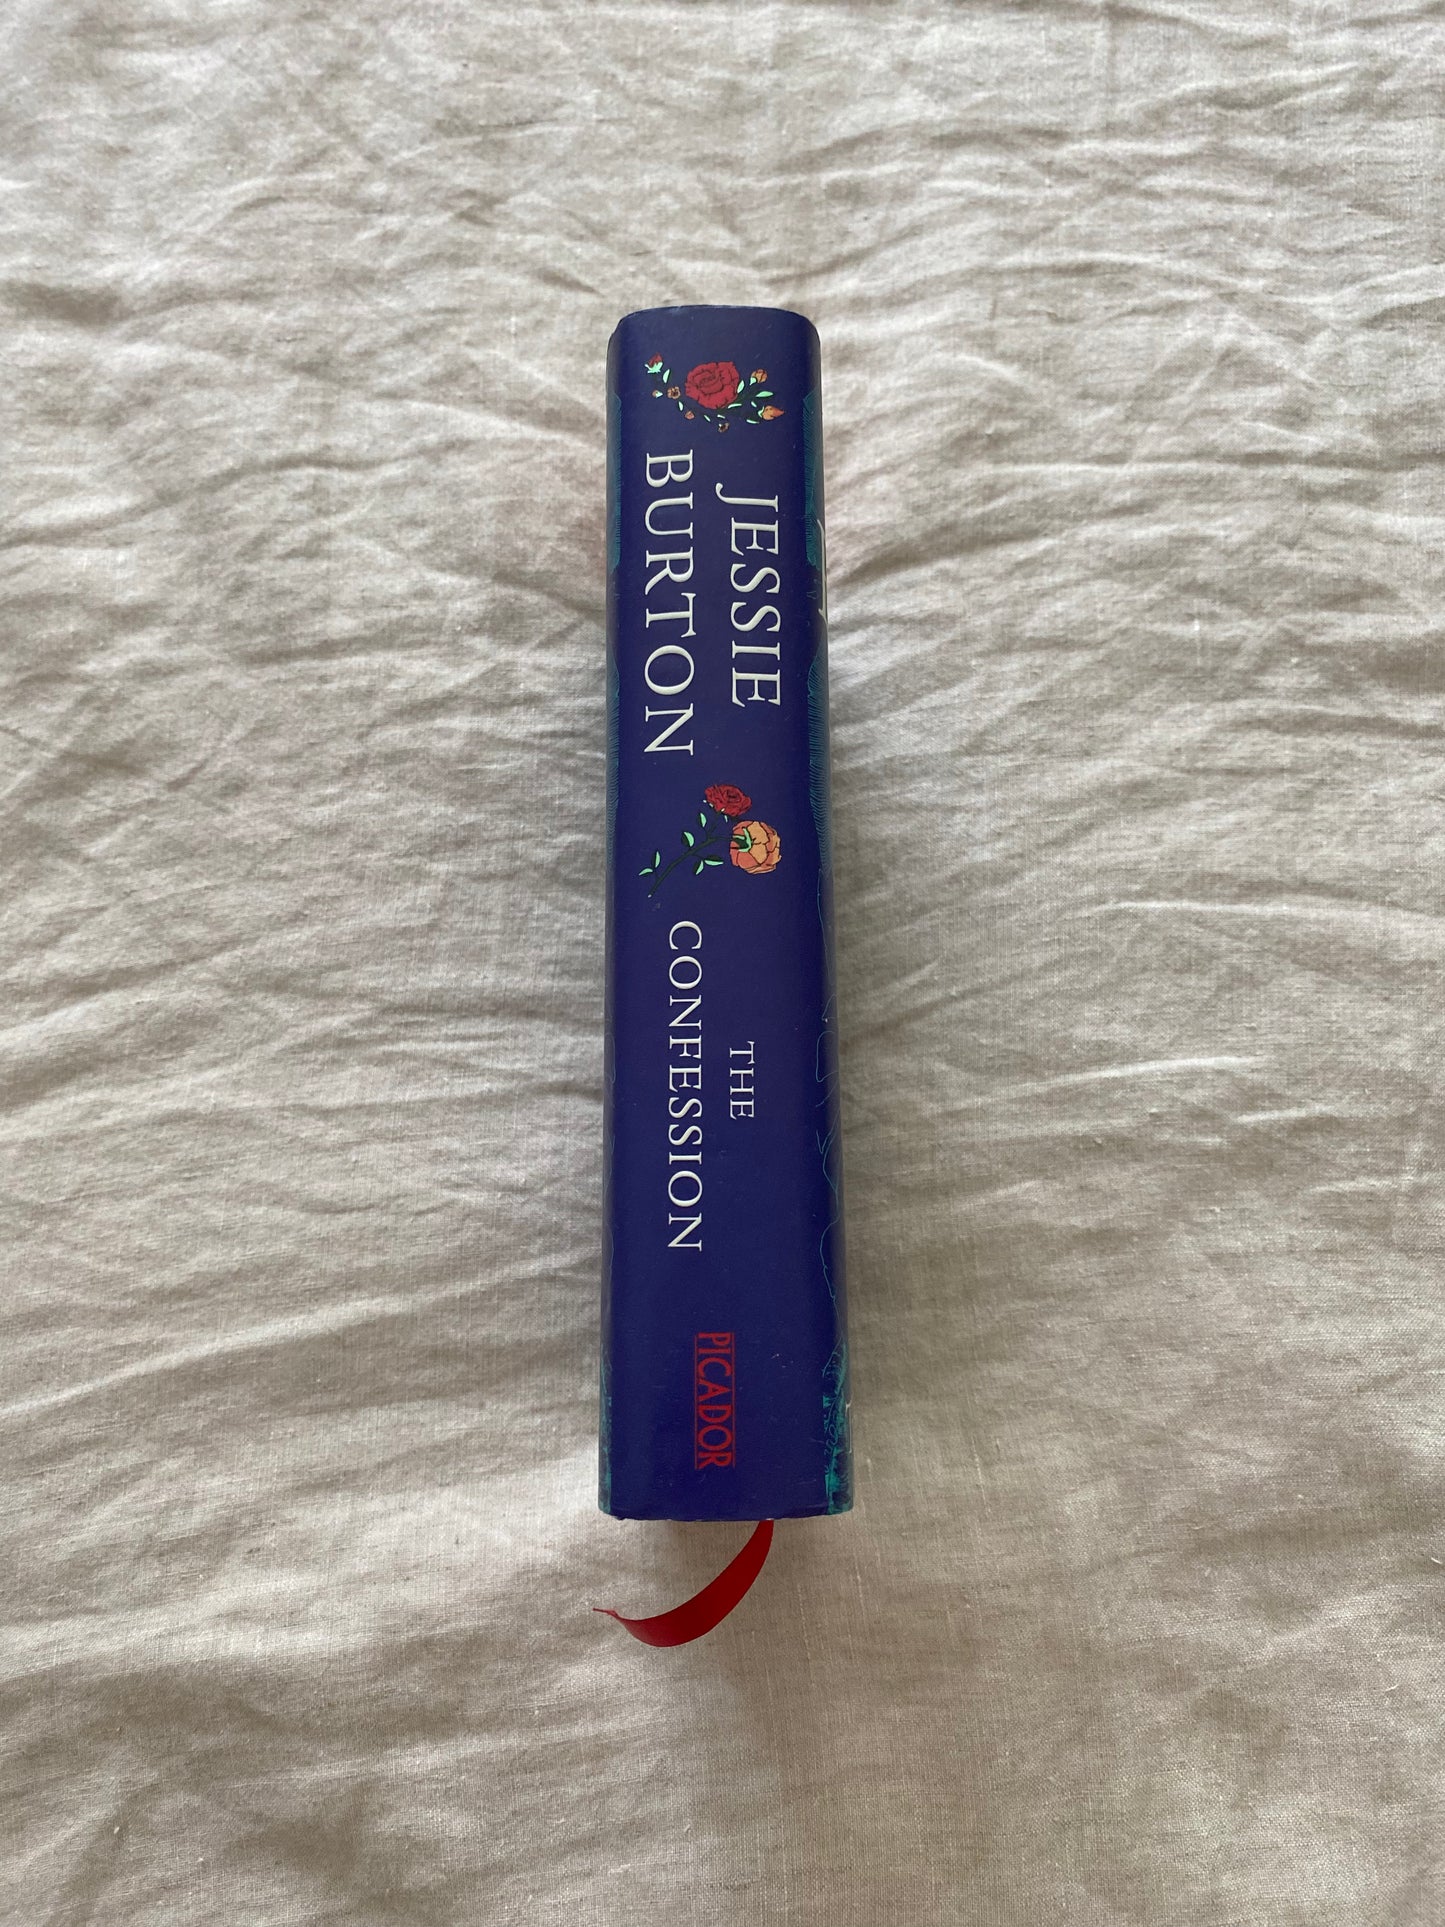 JESSIE
BURTON
THE
CONFESSION
PICADOR